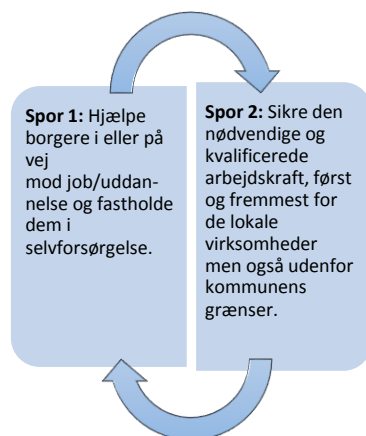 Spor 1: Hjælpe
borgere i eller på
vej
mod job/uddan-
nelse og fastholde
dem i
selvforsørgelse.
Spor 2: Sikre den
nødvendige og
kvalificerede
arbejdskraft, først
og fremmest for
de lokale
virksomheder
men også udenfor
kommunens
grænser.